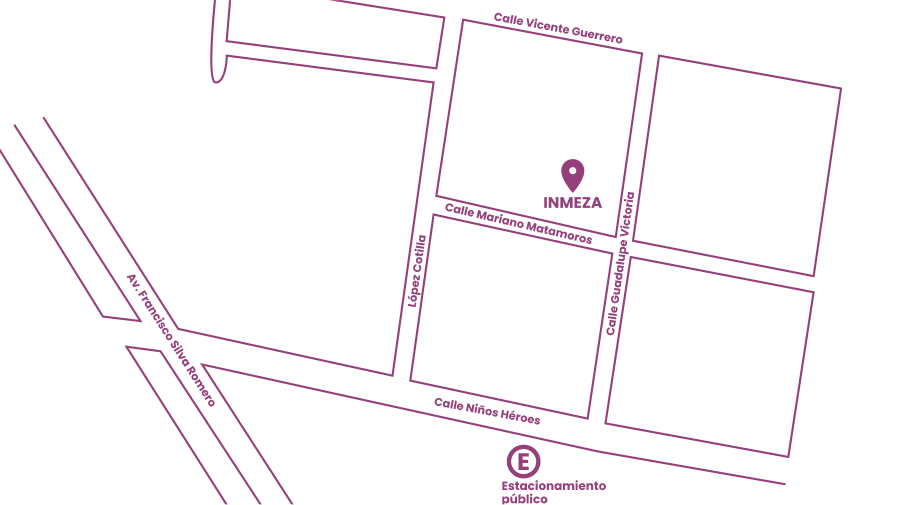 Calle Vicente Guerrero
INMEZA
Calle Mariano Matamoros
Calle Guadalupe Victoria
López Cotilla
Av. Francisco Silva Romero
Calle Niños Héroes
E
Estacionamiento
público